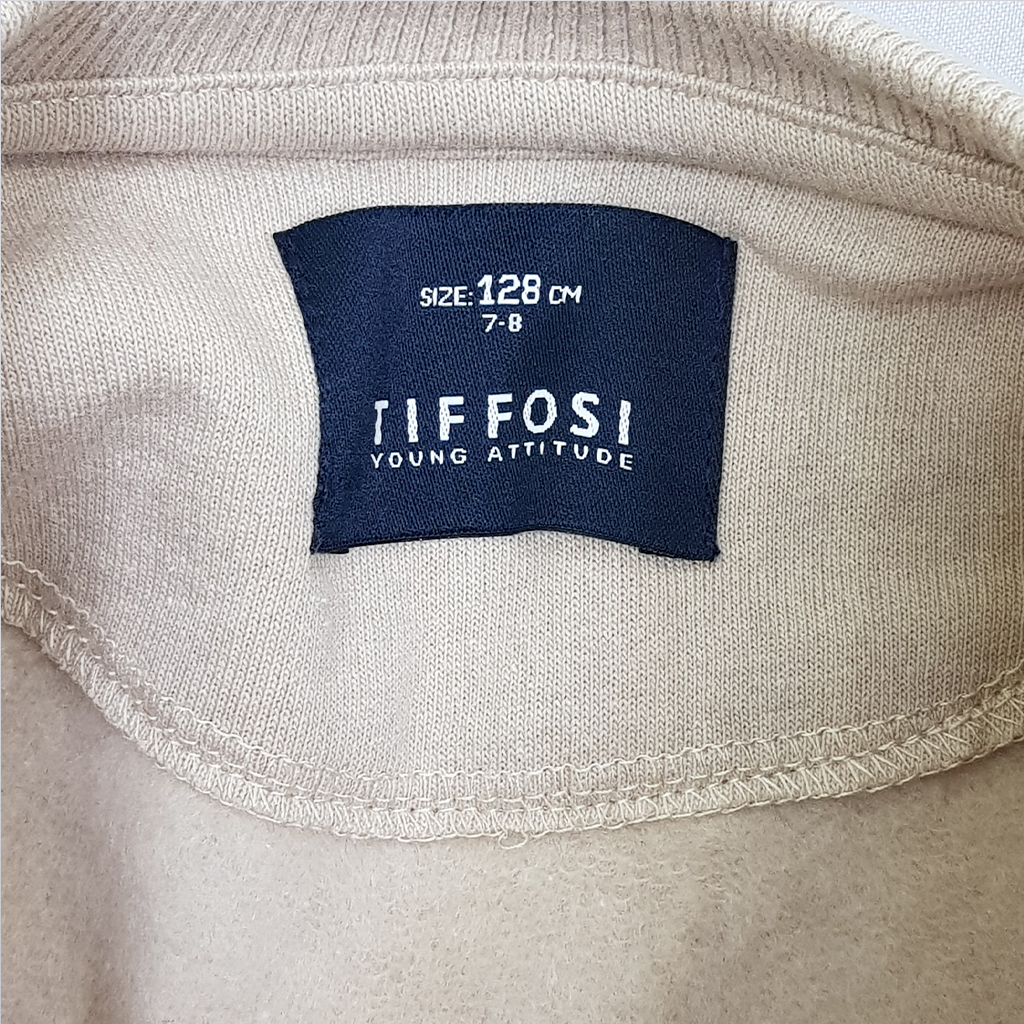 SIZE: 128 CM
7-8
TIFFOSI
YOUNG ATTITUDE